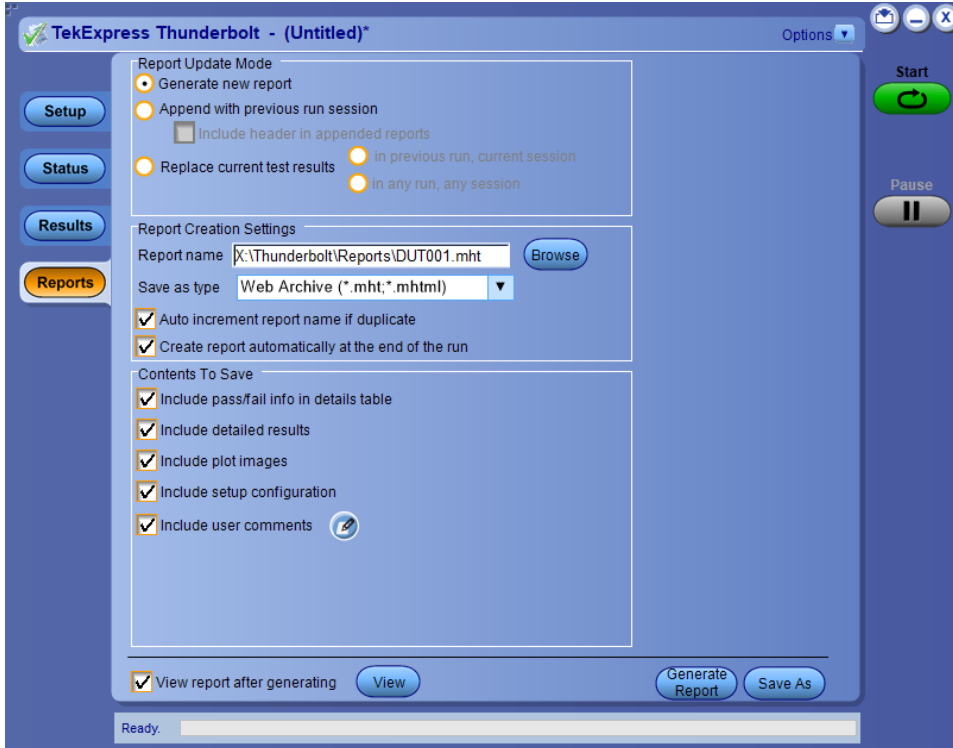 TekExpress Thunderbolt - (Untitled)*
Options
X
Start
Pause
Setup
Status
Results
Reports
Report Update Mode
Generate new report
Append with previous run session
Include header in appended reports
Replace current test results
in previous run, current session
in any run, any session
Report Creation Settings
Report name X:\Thunderbolt\Reports\DUT001.mht Browse
Save as type Web Archive (*.mht;*.mhtml)
Auto increment report name if duplicate
Create report automatically at the end of the run
Contents To Save
Include pass/fail info in details table
Include detailed results
Include plot images
Include setup configuration
Include user comments
View report after generating View
Generate
Report
Save As
Ready.